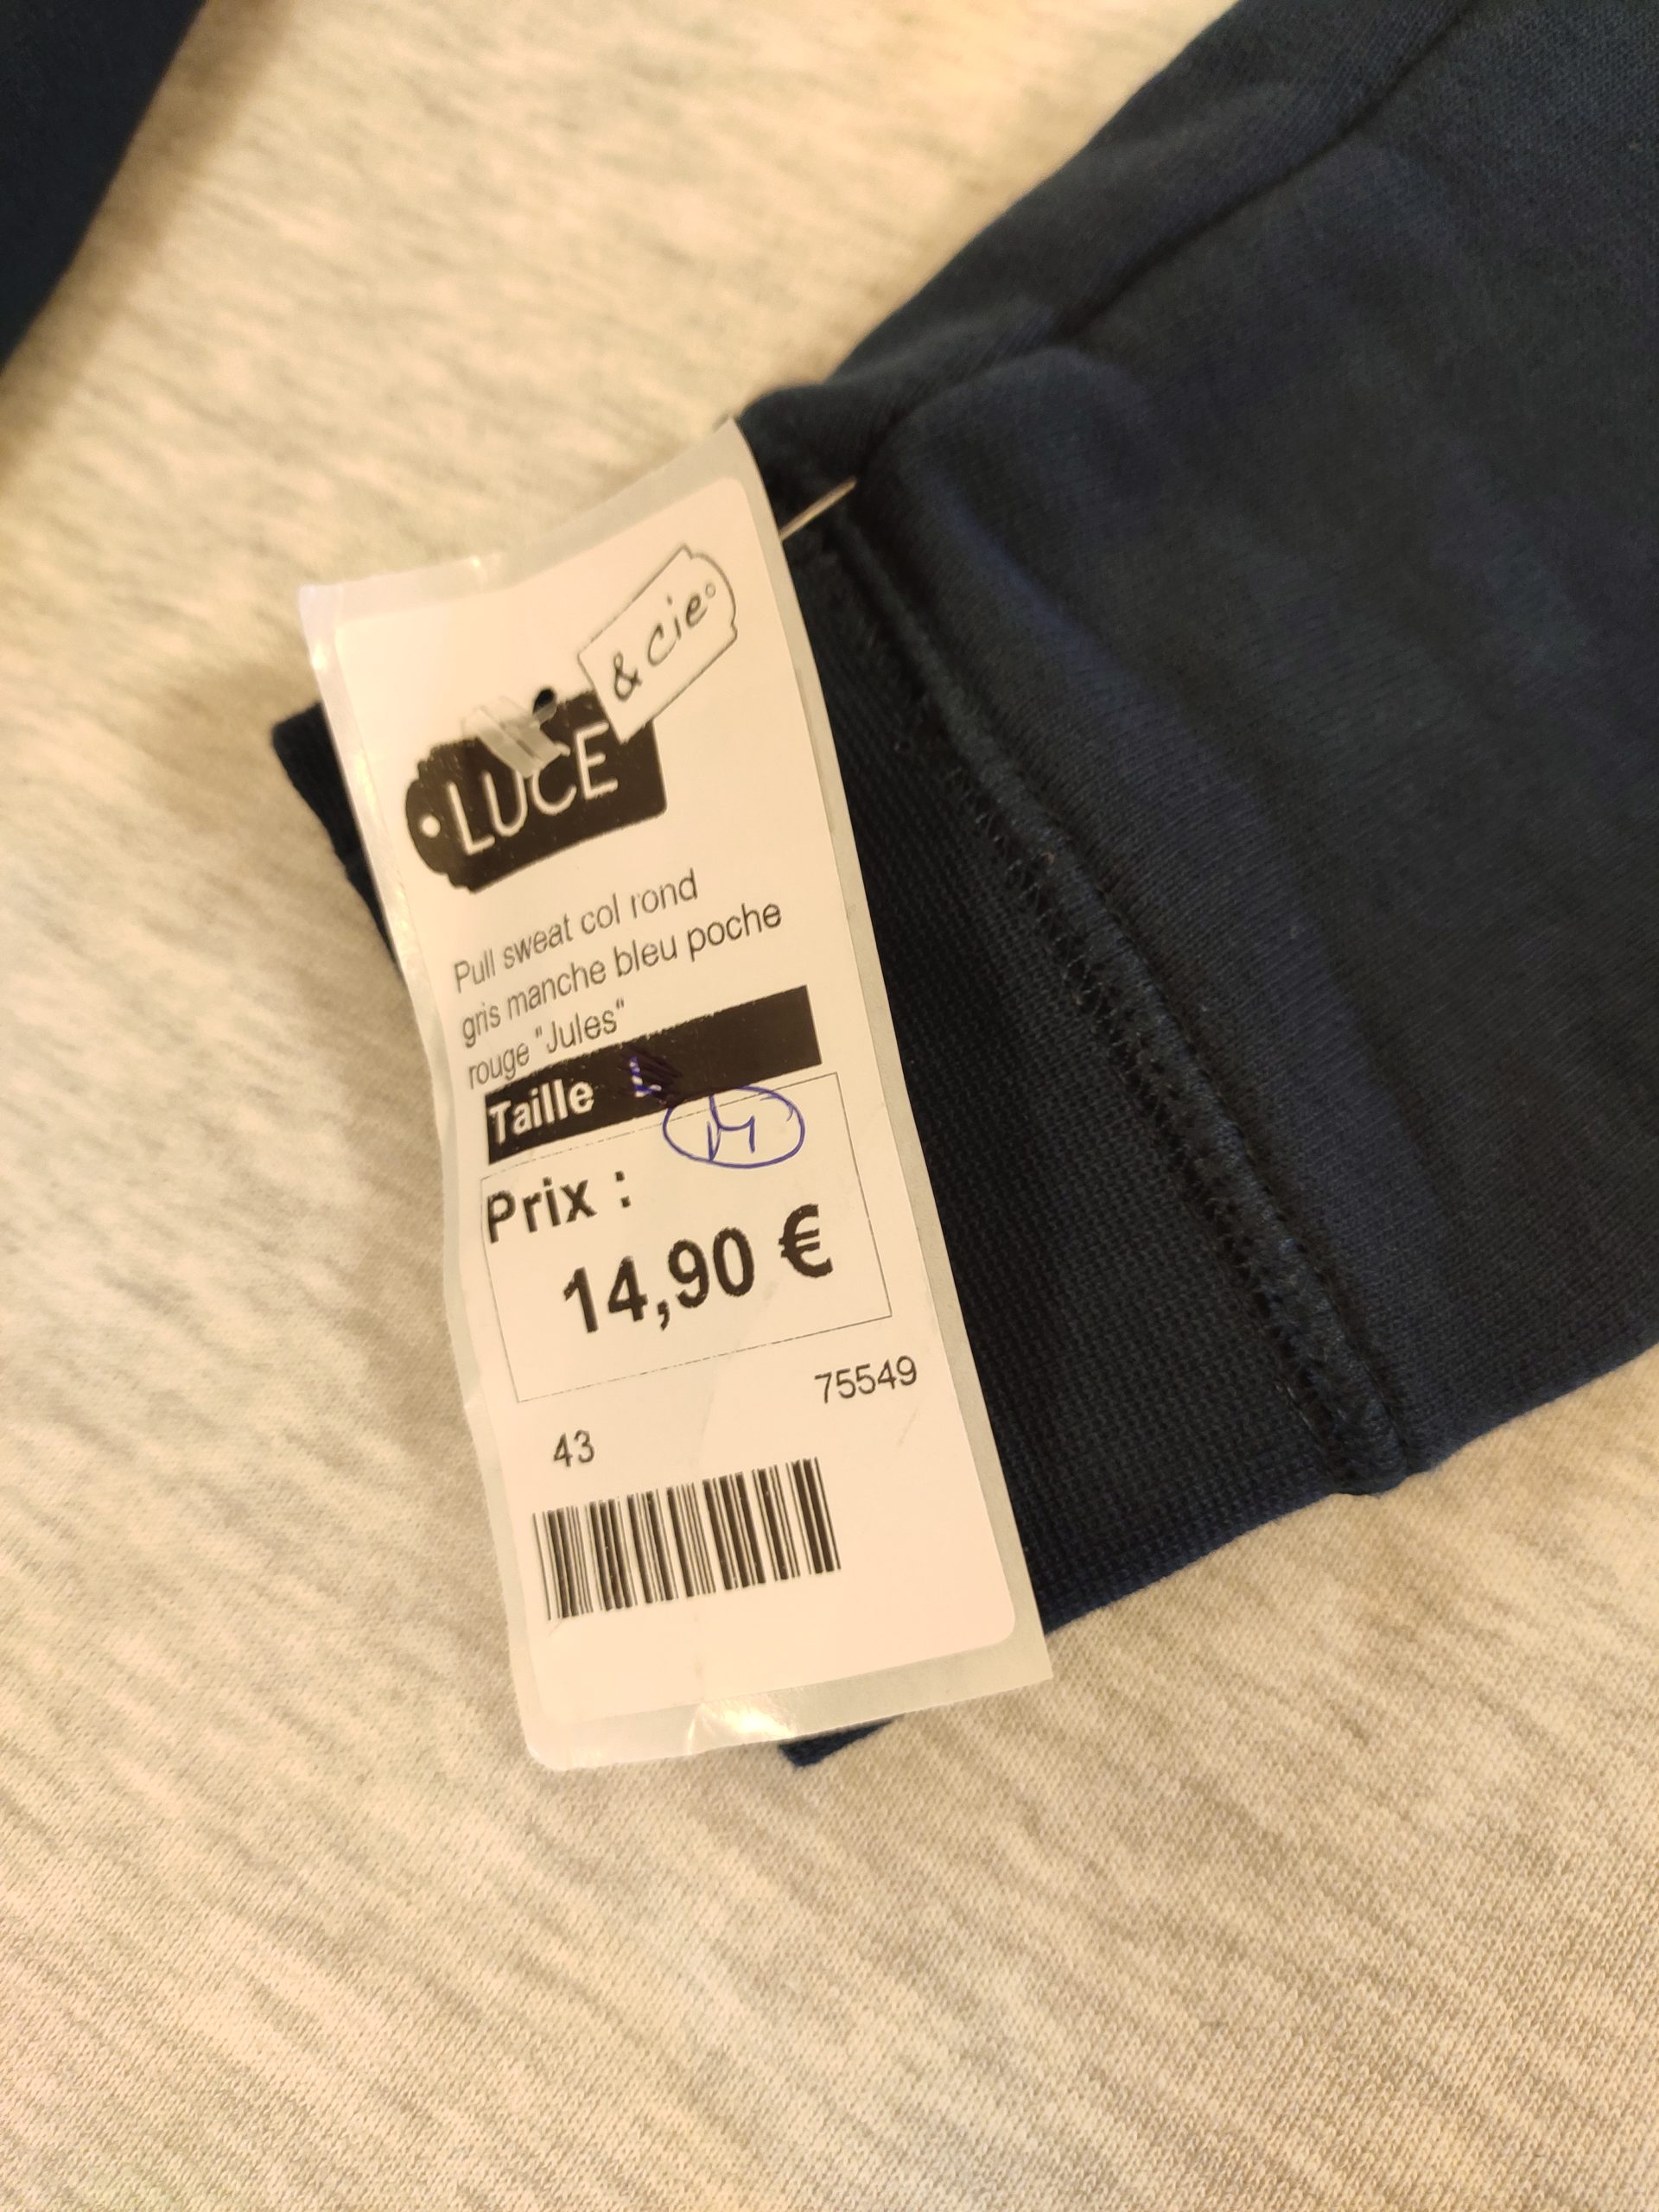 LUCE
& cie
Pull sweat col rond
gris manche bleu poche
rouge "Jules"
Taille L
M
Prix :
14,90 €
75549
43